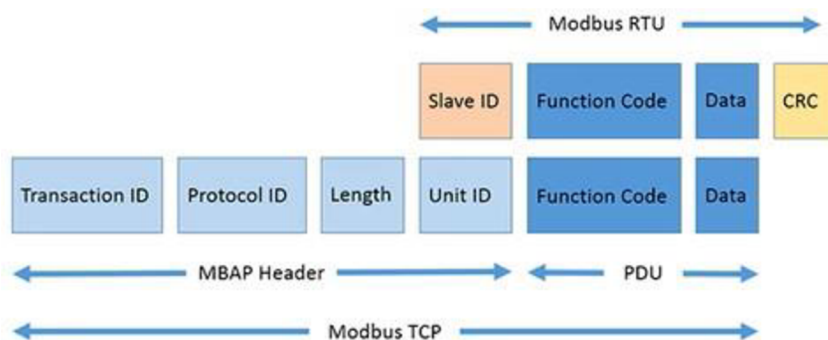 Modbus RTU
Slave ID Function Code Data CRC
Transaction ID Protocol ID Length Unit ID Function Code Data
MBAP Header PDU
Modbus TCP